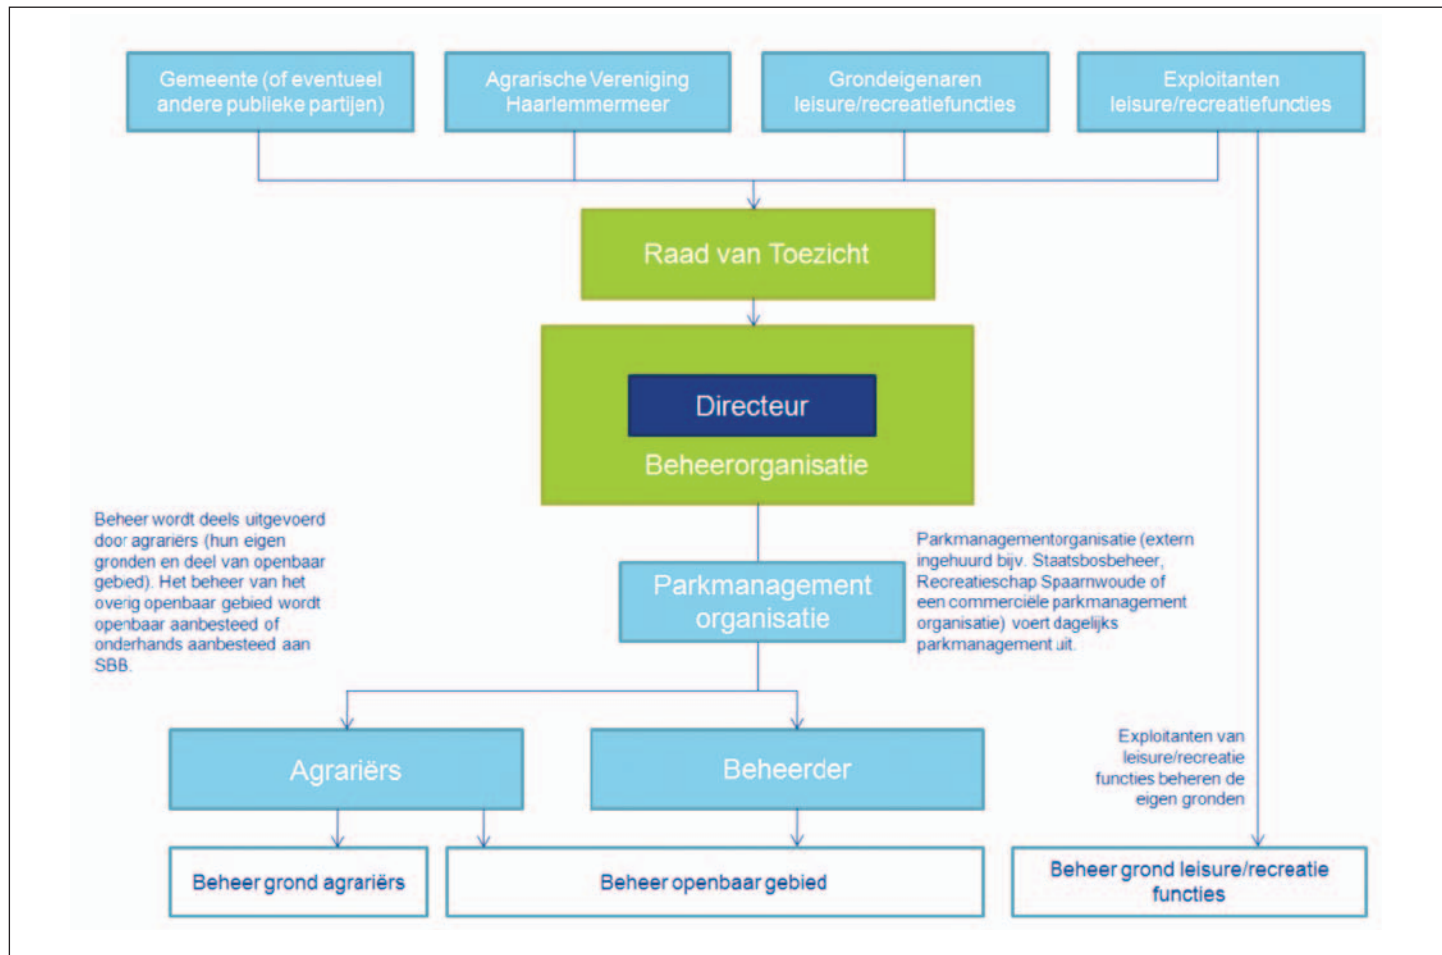 Gemeente (of eventueel
andere publieke partijen)
Agrarische Vereniging
Haarlemmermeer
Grondeigenaren
leisure/recreatiefuncties
Exploitanten
leisure/recreatiefuncties
Raad van Toezicht
Directeur
Beheerorganisatie
Beheer wordt deels uitgevoerd
door agrariërs (hun eigen
gronden en deel van openbaar
gebied). Het beheer van het
overig openbaar gebied wordt
openbaar aanbesteed of
onderhands aanbesteed aan
SBB.
Parkmanagement
organisatie
Parkmanagementorganisatie (extern
ingehuurd bijv. Staatsbosbeheer,
Recreatieschap Spaarnwoude of
een commerciële parkmanagement
organisatie) voert dagelijks
parkmanagement uit.
Agrariërs
Beheerder
Exploitanten van
leisure/recreatie
functies beheren de
eigen gronden
Beheer grond agrariërs
Beheer openbaar gebied
Beheer grond leisure/recreatie
functies